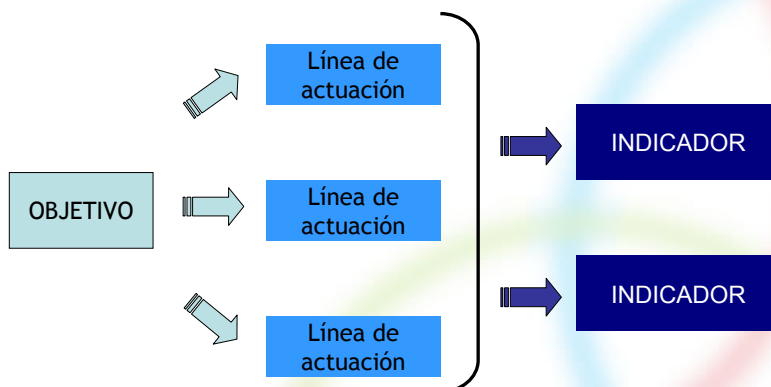 Línea de
actuación
INDICADOR
OBJETIVO
Línea de
actuación
INDICADOR
Línea de
actuación